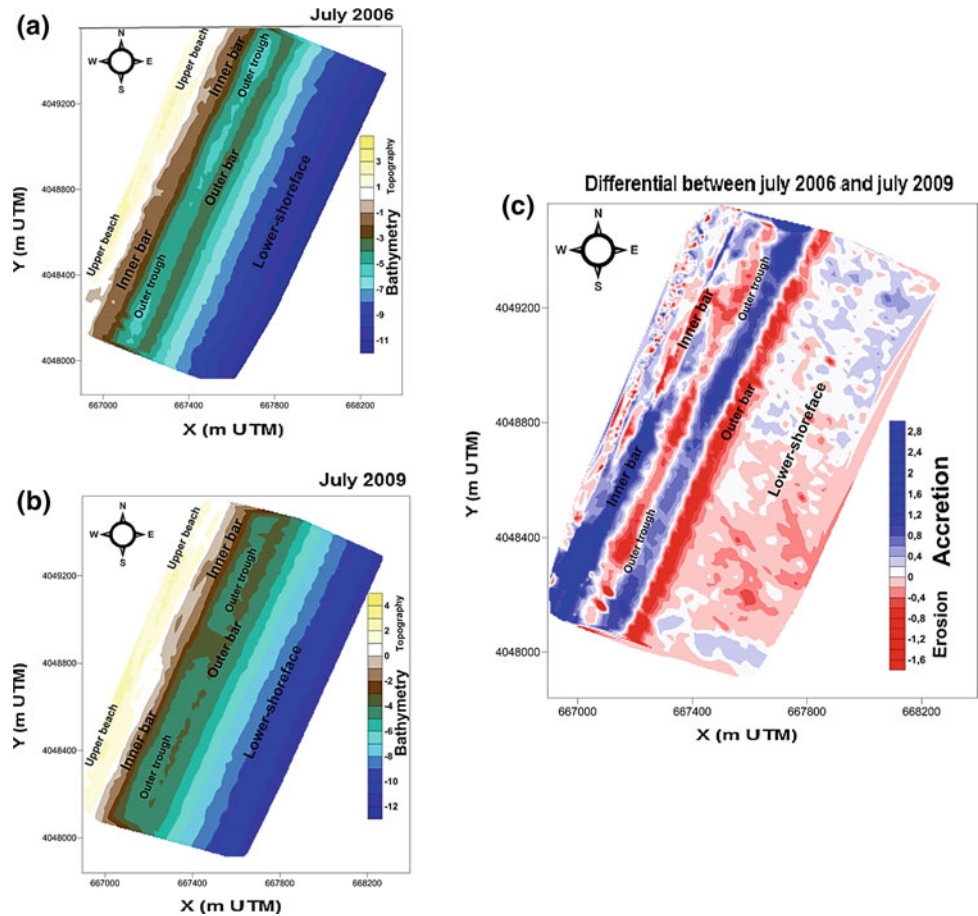 (a)
July 2006
N
W
E
S
Upper beach
Inner bar
Outer trough
Outer bar
Lower-shoreface
Upper beach
Inner bar
Outer trough
3
1
-1
-3
-5
-7
-9
-11
Topography
Bathymetry
4049200
4048800
4048400
4048000
Y (m UTM)
667000
667400
667800
668200
X (m UTM)
(b)
July 2009
N
W
E
S
Upper beach
Inner bar
Outer trough
Outer bar
Lower-shoreface
Upper beach
Inner bar
Outer trough
4
2
0
-2
-4
-6
-8
-10
-12
Topography
Bathymetry
4049200
4048800
4048400
4048000
Y (m UTM)
667000
667400
667800
668200
X (m UTM)
Differential between july 2006 and july 2009
(c)
N
W
E
S
Inner bar
Outer trough
Outer bar
Lower-shoreface
Inner bar
Outer trough
2,8
2,4
2
1,6
1,2
0,8
0,4
0
-0,4
-0,8
-1,2
-1,6
Accretion
Erosion
4049200
4048800
4048400
4048000
Y (m UTM)
667000
667400
667800
668200
X (m UTM)